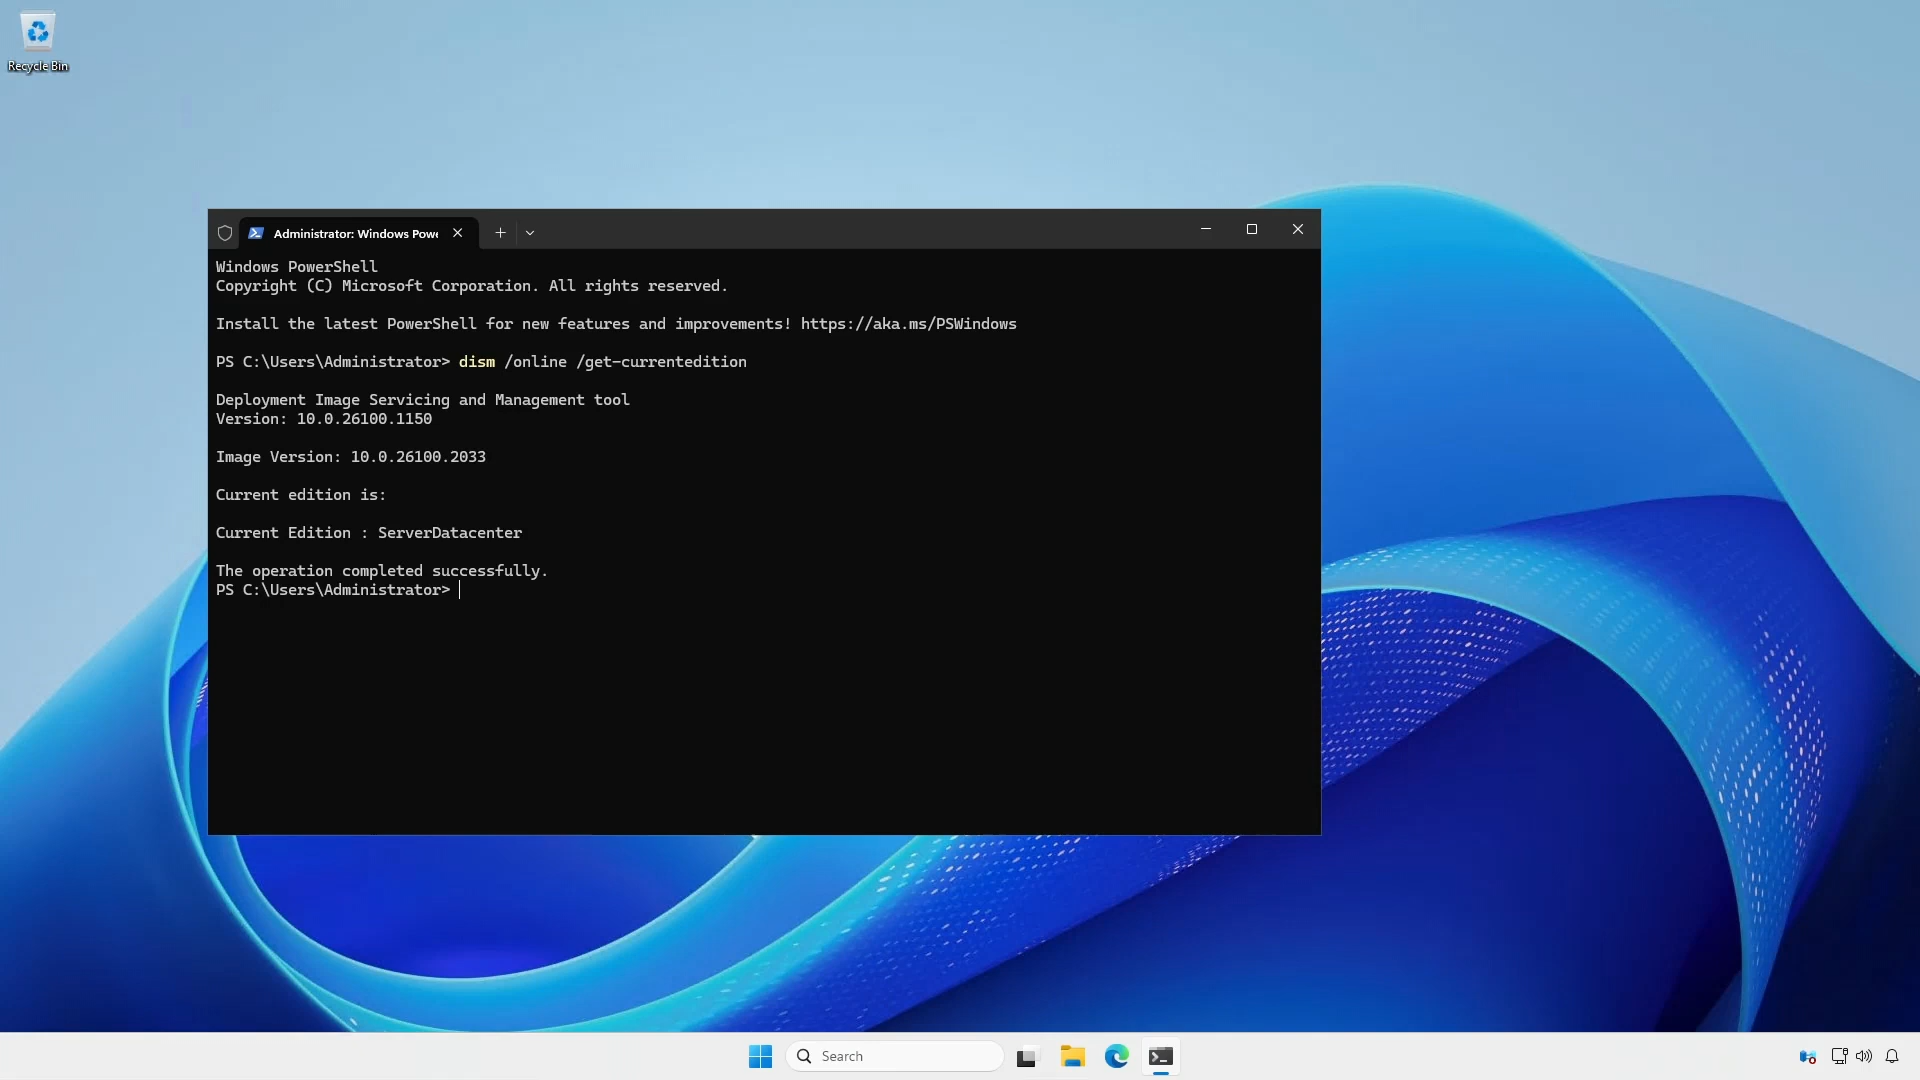 Recycle Bin
Administrator: Windows Powe
Windows PowerShell
Copyright (C) Microsoft Corporation. All rights reserved.
Install the latest PowerShell for new features and improvements! https://aka.ms/PSWindows
PS C:\Users\Administrator> dism /online /get-currentedition
Deployment Image Servicing and Management tool
Version: 10.0.26100.1150
Image Version: 10.0.26100.2033
Current edition is:
Current Edition : ServerDatacenter
The operation completed successfully.
PS C:\Users\Administrator>
Search